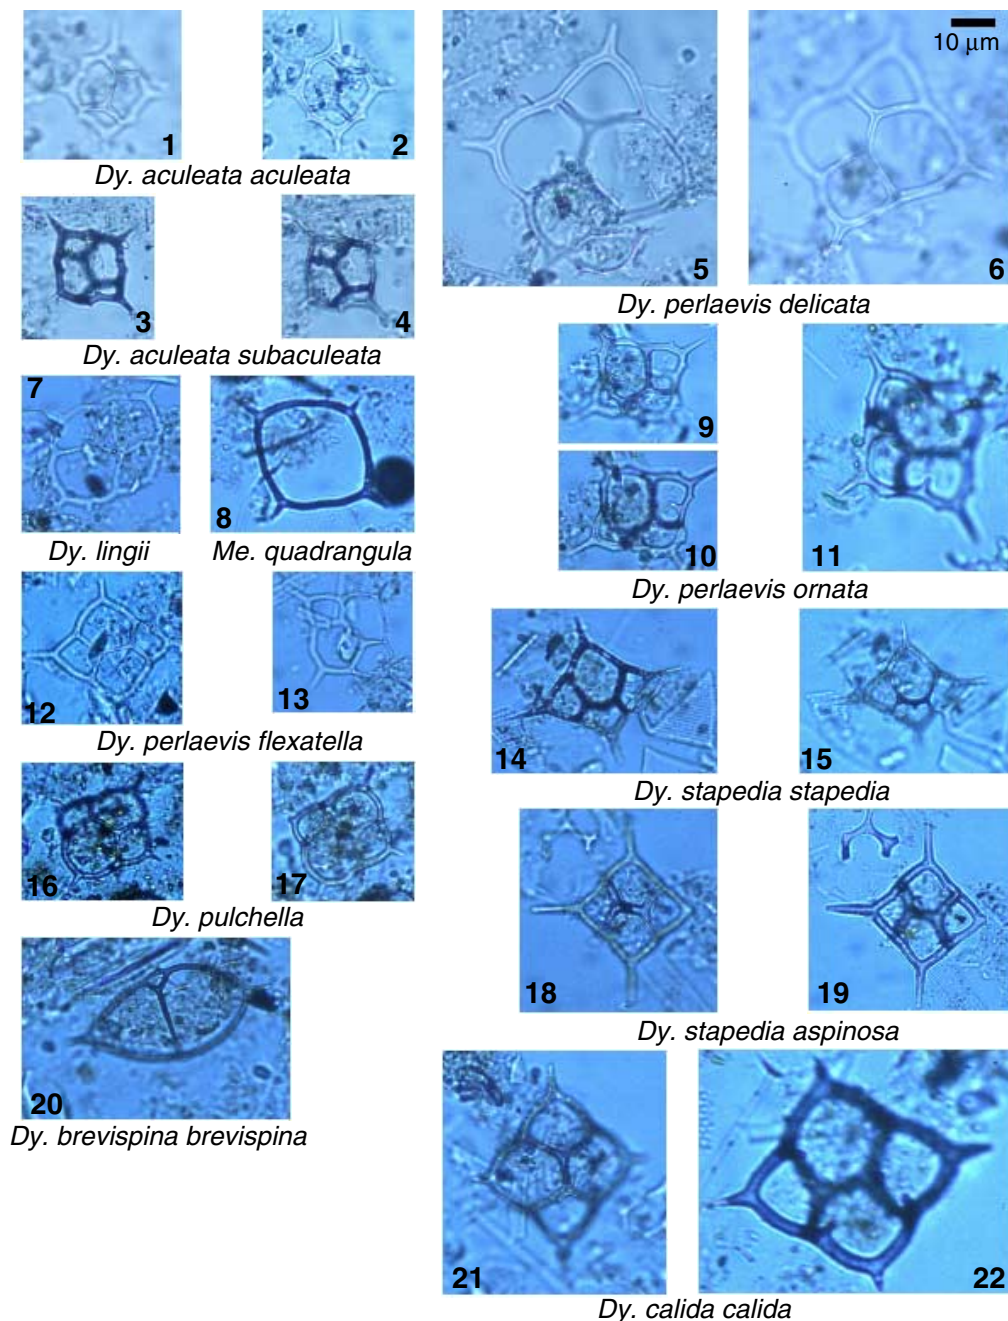 10 µm
1
2
Dy. aculeata aculeata
3
4
Dy. aculeata subaculeata
5
6
Dy. perlaevis delicata
7
8
Dy. lingii
Me. quadrangula
9
10
11
Dy. perlaevis ornata
12
13
Dy. perlaevis flexatella
14
15
Dy. stapedia stapedia
16
17
Dy. pulchella
18
19
Dy. stapedia aspinosa
20
Dy. brevispina brevispina
21
22
Dy. calida calida